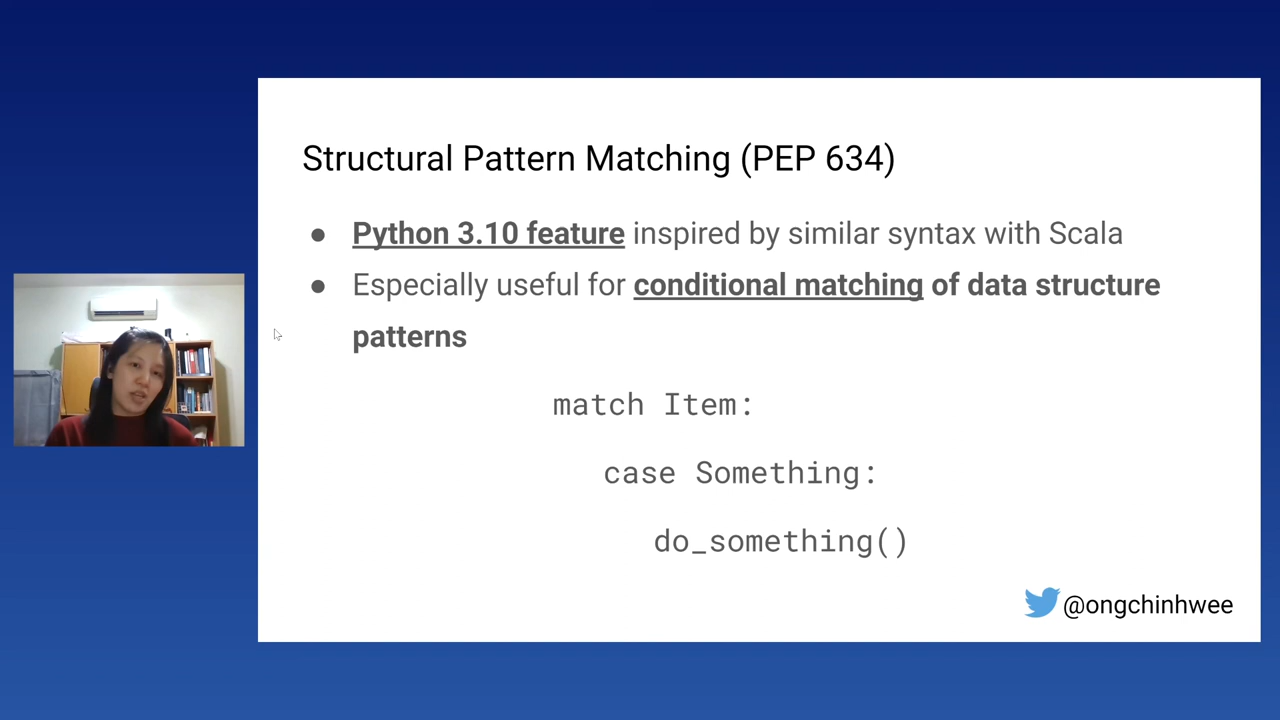 Structural Pattern Matching (PEP 634)
● Python 3.10 feature inspired by similar syntax with Scala
● Especially useful for conditional matching of data structure
patterns
match Item:
case Something:
do_something()
@ongchinhwee